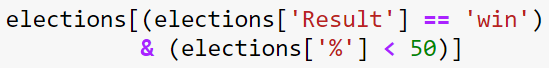 elections[(elections['Result'] == 'win')
& (elections['%'] < 50)]